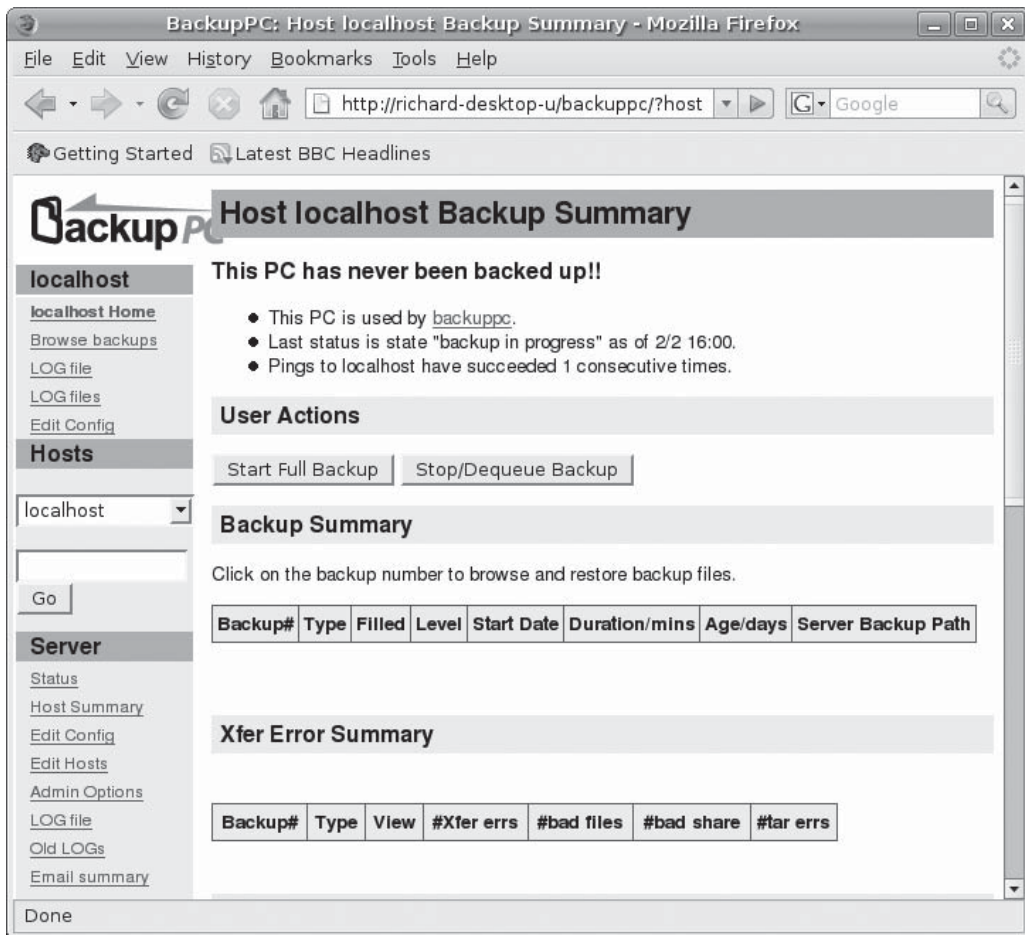 BackupPC: Host localhost Backup Summary - Mozilla Firefox
File Edit View History Bookmarks Tools Help
http://richard-desktop-u/backuppc/?host
G Google
Getting Started Latest BBC Headlines
BackupPC
localhost
localhost Home
Browse backups
LOG file
LOG files
Edit Config
Hosts
localhost
Go
Server
Status
Host Summary
Edit Config
Edit Hosts
Admin Options
LOG file
Old LOGs
Email summary
Host localhost Backup Summary
This PC has never been backed up!!
● This PC is used by backuppc.
● Last status is state "backup in progress" as of 2/2 16:00.
● Pings to localhost have succeeded 1 consecutive times.
User Actions
Start Full Backup Stop/Dequeue Backup
Backup Summary
Click on the backup number to browse and restore backup files.
Backup# Type Filled Level Start Date Duration/mins Age/days Server Backup Path
Xfer Error Summary
Backup# Type View #Xfer errs #bad files #bad share #tar errs
Done